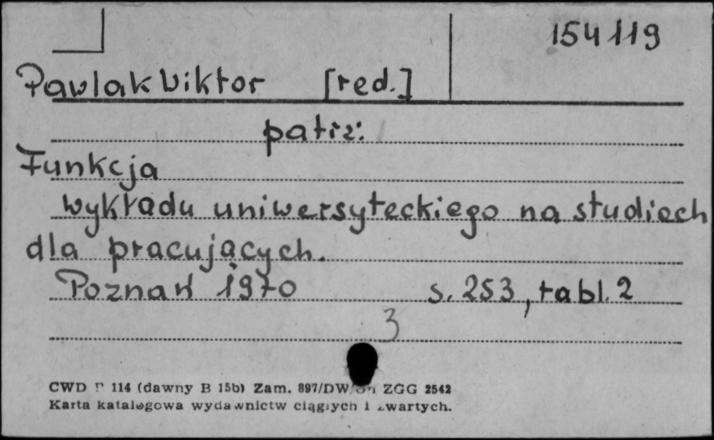 154119
Pawlak Wiktor [red.]
patrz:
Funkcja
wykładu uniwersyteckiego na studiach
dla pracujących.
Poznań 1970 s. 253, tabl. 2
3
CWD 114 (dawny B 15b) Zam. 897/DW ZGG 2542
Karta katalogowa wydawnictw ciągłych i zwartych.